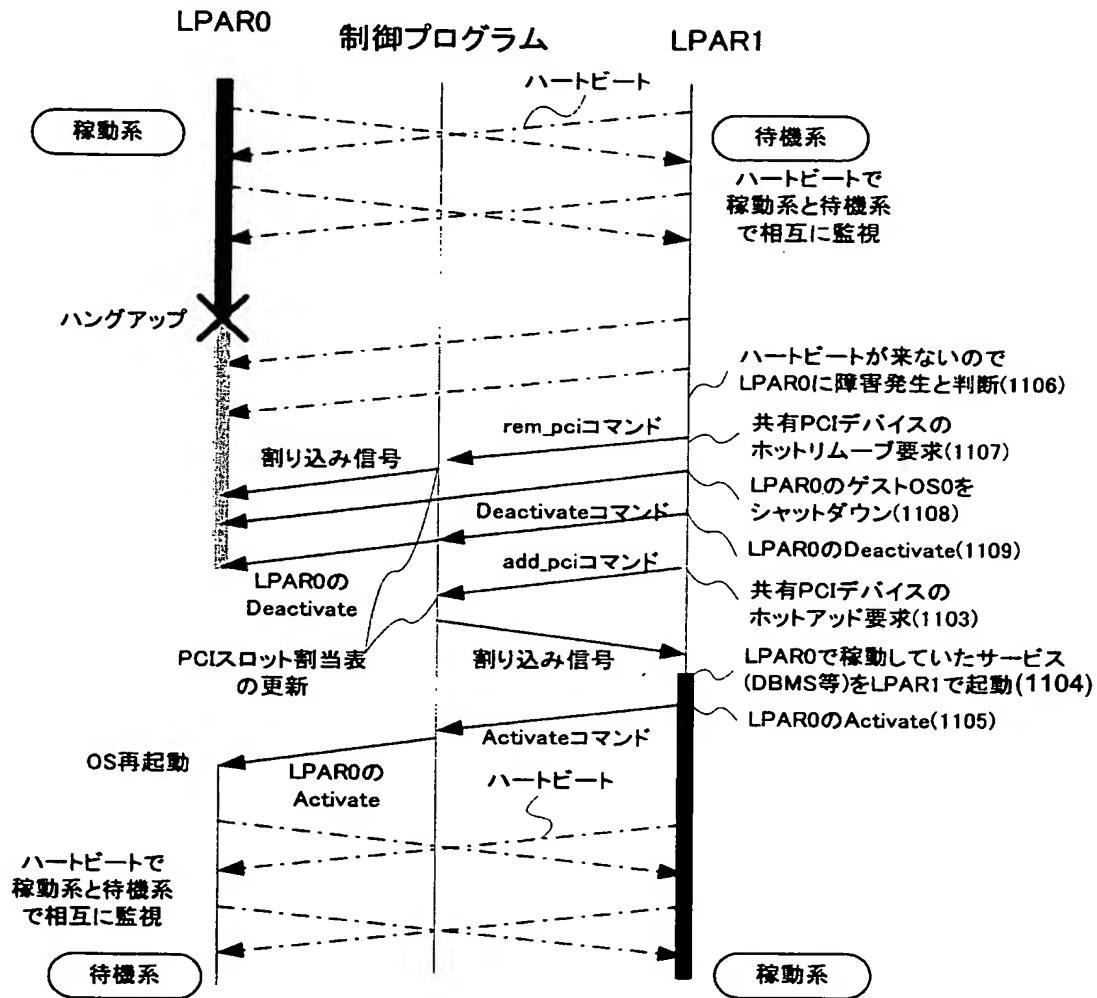 LPAR0
制御プログラム
LPAR1
ハートビート
稼動系
待機系
ハートビートで
稼動系と待機系
で相互に監視
ハングアップ
ハートビートが来ないので
LPAR0に障害発生と判断(1106)
rem_pciコマンド
共有PCIデバイスの
ホットリムーブ要求(1107)
割り込み信号
LPAR0のゲストOS0を
シャットダウン(1108)
Deactivateコマンド
LPAR0のDeactivate(1109)
add_pciコマンド
LPAR0の
Deactivate
共有PCIデバイスの
ホットアッド要求(1103)
PCIスロット割当表
の更新
割り込み信号
LPAR0で稼動していたサービス
(DBMS等)をLPAR1で起動(1104)
LPAR0のActivate(1105)
Activateコマンド
OS再起動
LPAR0の
Activate
ハートビート
ハートビートで
稼動系と待機系
で相互に監視
待機系
稼動系